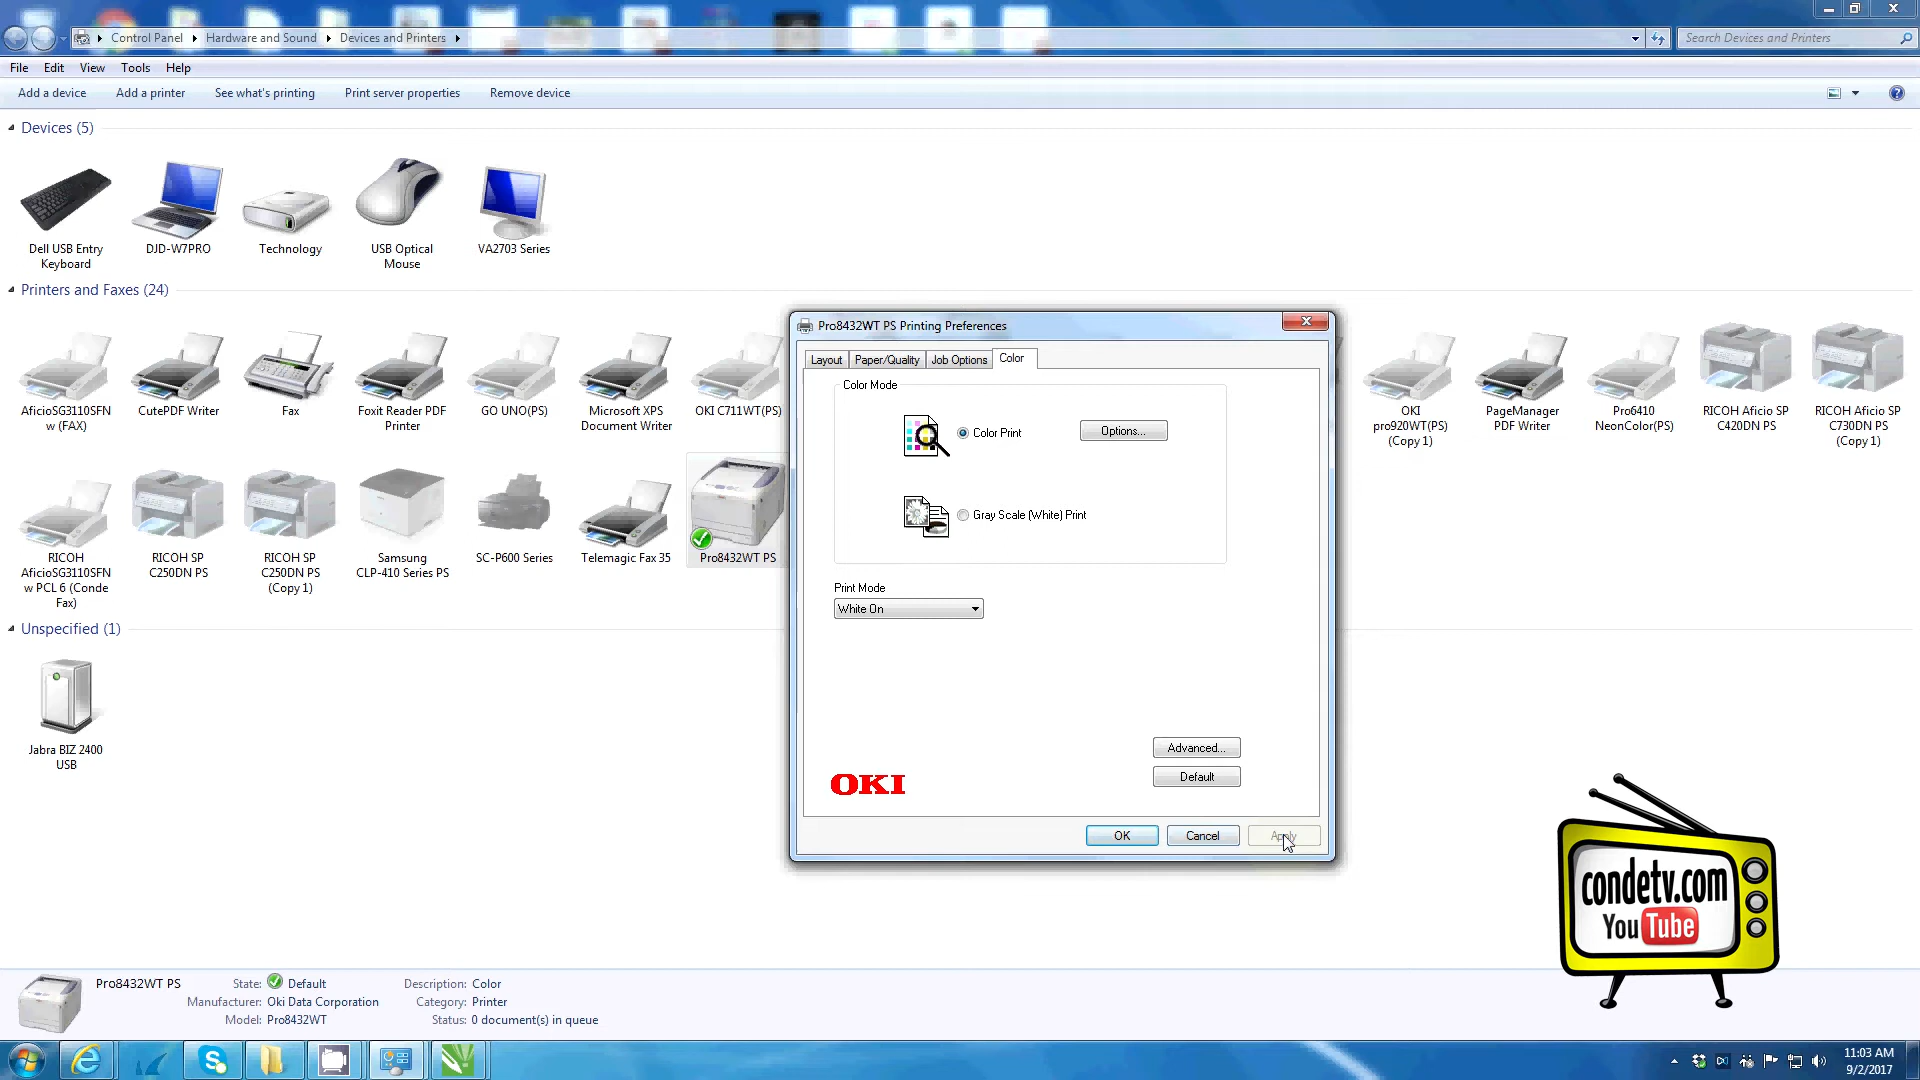 Control Panel
Hardware and Sound
Devices and Printers
Search Devices and Printers
File
Edit
View
Tools
Help
Add a device
Add a printer
See what's printing
Print server properties
Remove device
Devices (5)
Dell USB Entry
Keyboard
DJD-W7PRO
Technology
USB Optical
Mouse
VA2703 Series
Printers and Faxes (24)
AficioSG3110SFN
w (FAX)
CutePDF Writer
Fax
Foxit Reader PDF
Printer
GO UNO(PS)
Microsoft XPS
Document Writer
OKI C711WT(PS)
OKI
pro920WT(PS)
(Copy 1)
PageManager
PDF Writer
Pro6410
NeonColor(PS)
RICOH Aficio SP
C420DN PS
RICOH Aficio SP
C730DN PS
(Copy 1)
RICOH
AficioSG3110SFN
w PCL 6 (Conde
Fax)
RICOH SP
C250DN PS
RICOH SP
C250DN PS
(Copy 1)
Samsung
CLP-410 Series PS
SC-P600 Series
Telemagic Fax 35
Pro8432WT PS
Unspecified (1)
Jabra BIZ 2400
USB
Pro8432WT PS Printing Preferences
Layout
Paper/Quality
Job Options
Color
Color Mode
Color Print
Options...
Gray Scale (White) Print
Print Mode
White On
Advanced...
Default
OKI
OK
Cancel
Apply
condetv.com
YouTube
Pro8432WT PS
State: Default
Description: Color
Manufacturer: Oki Data Corporation
Category: Printer
Model: Pro8432WT
Status: 0 document(s) in queue
11:03 AM
9/2/2017